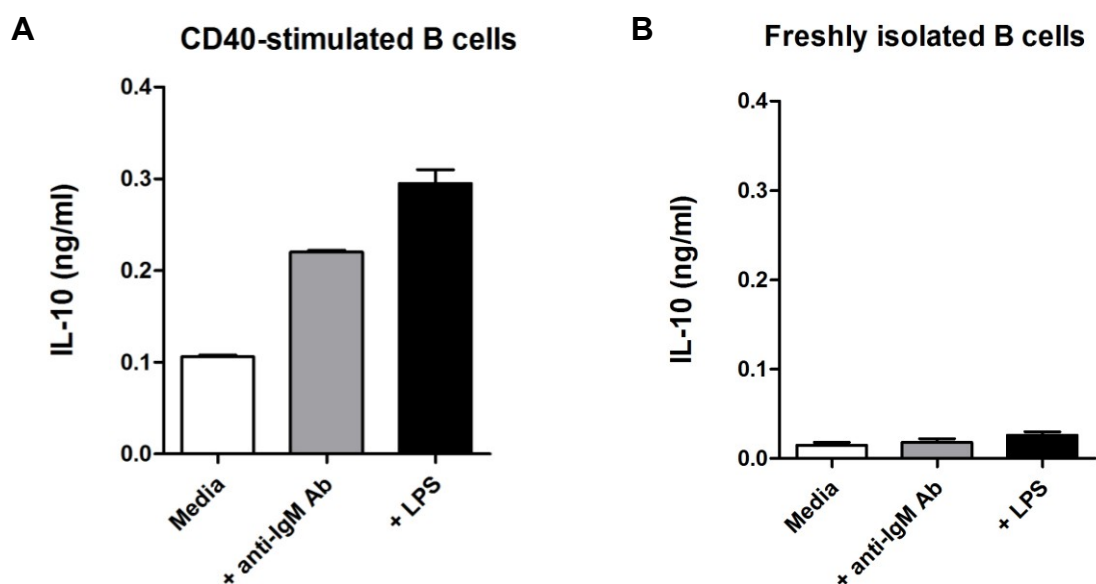 A
CD40-stimulated B cells
IL-10 (ng/ml)
0.4
0.3
0.2
0.1
0.0
Media
+ anti-IgM Ab
+ LPS
B
Freshly isolated B cells
IL-10 (ng/ml)
0.4
0.3
0.2
0.1
0.0
Media
+ anti-IgM Ab
+ LPS